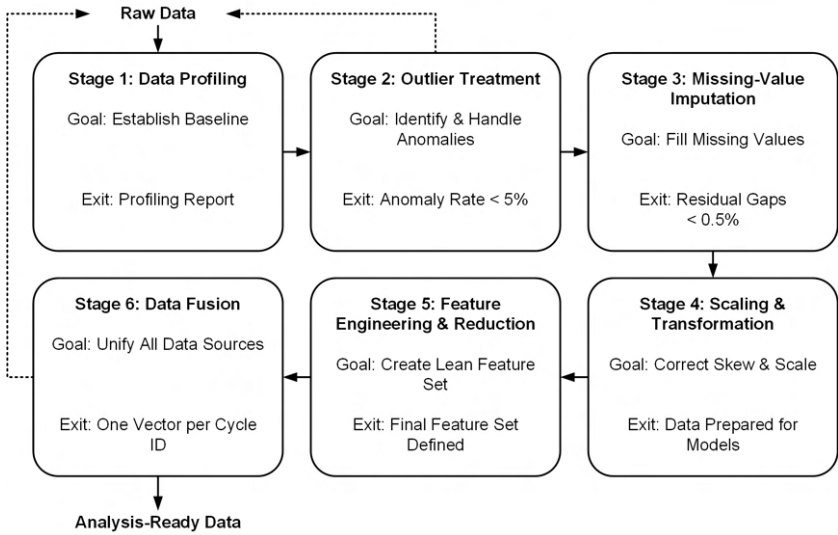 Raw Data
Stage 1: Data Profiling
Goal: Establish Baseline
Exit: Profiling Report
Stage 2: Outlier Treatment
Goal: Identify & Handle
Anomalies
Exit: Anomaly Rate < 5%
Stage 3: Missing-Value
Imputation
Goal: Fill Missing Values
Exit: Residual Gaps
< 0.5%
Stage 4: Scaling &
Transformation
Goal: Correct Skew & Scale
Exit: Data Prepared for
Models
Stage 5: Feature
Engineering & Reduction
Goal: Create Lean Feature
Set
Exit: Final Feature Set
Defined
Stage 6: Data Fusion
Goal: Unify All Data Sources
Exit: One Vector per Cycle
ID
Analysis-Ready Data